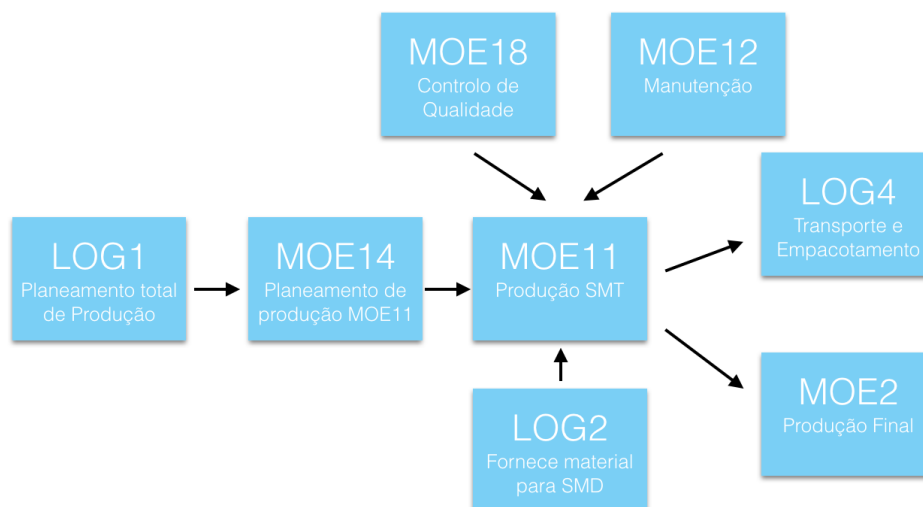 MOE18
Controlo de
Qualidade
MOE12
Manutenção
LOG4
Transporte e
Empacotamento
LOG1
Planeamento total
de Produção
MOE14
Planeamento de
produção MOE11
MOE11
Produção SMT
MOE2
Produção Final
LOG2
Fornece material
para SMD